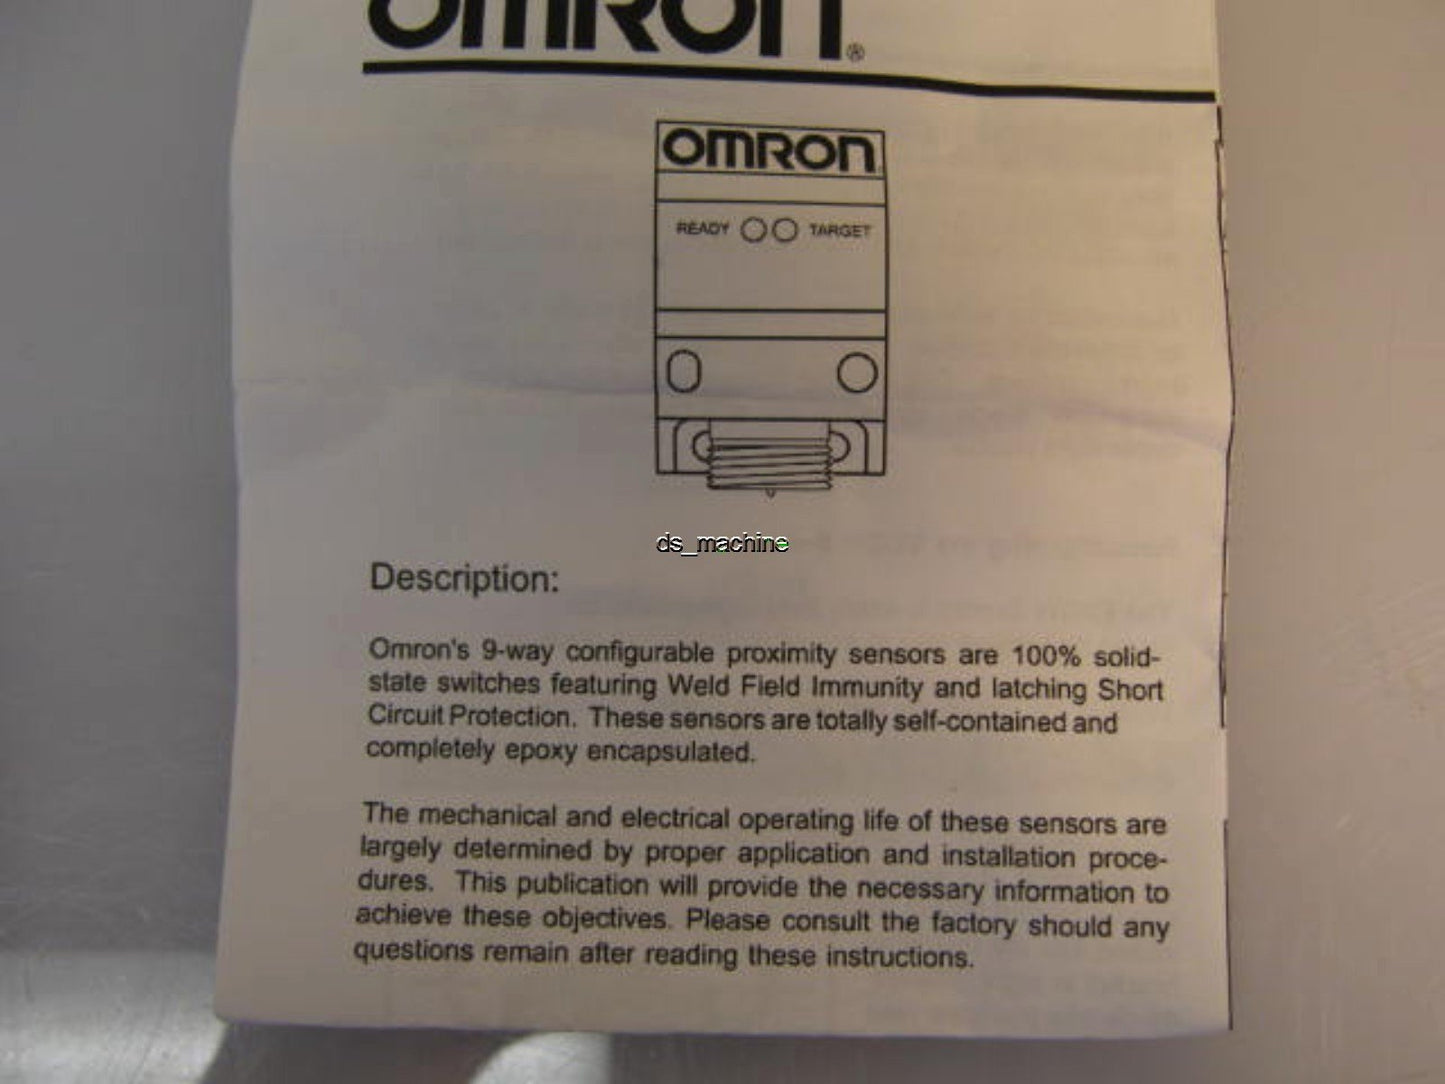 OMRON®
OMRON
READY TARGET
ds_machine
Description:
Omron's 9-way configurable proximity sensors are 100% solid-
state switches featuring Weld Field Immunity and latching Short
Circuit Protection. These sensors are totally self-contained and
completely epoxy encapsulated.
The mechanical and electrical operating life of these sensors are
largely determined by proper application and installation proce-
dures. This publication will provide the necessary information to
achieve these objectives. Please consult the factory should any
questions remain after reading these instructions.